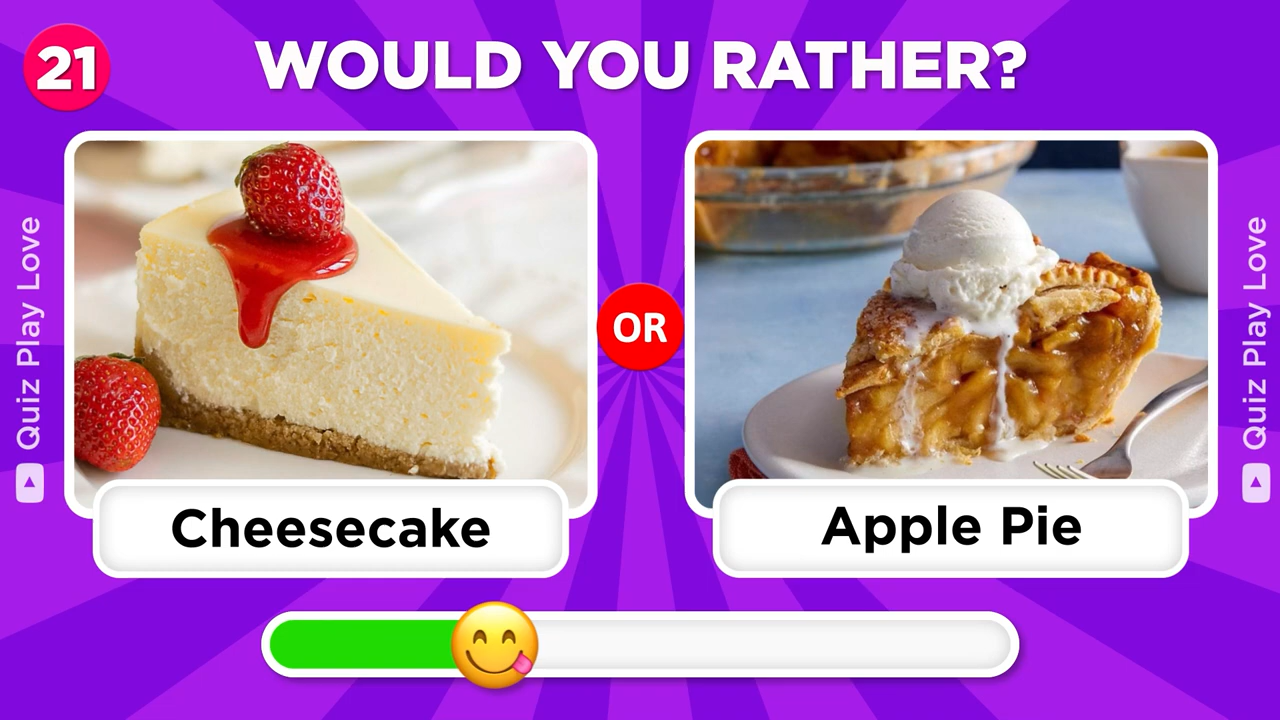 21
WOULD YOU RATHER?
Quiz Play Love
OR
Quiz Play Love
Cheesecake
Apple Pie